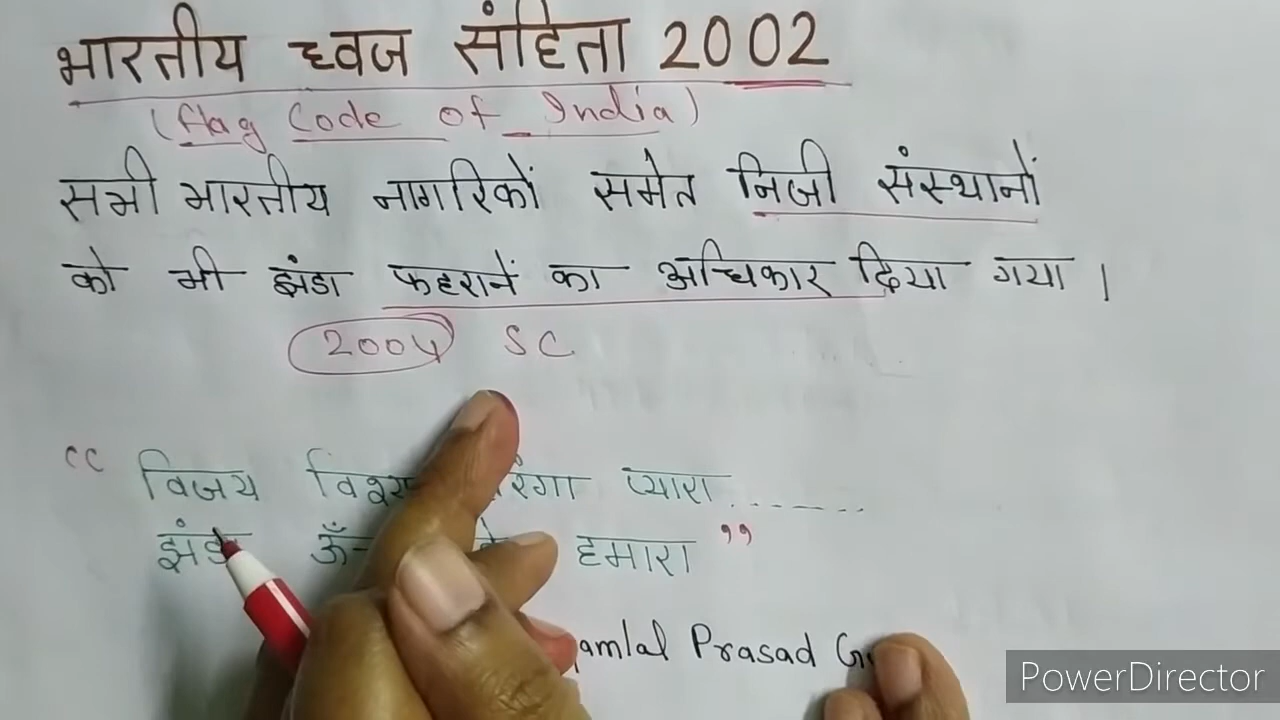 भारतीय ध्वज संहिता 2002
(Flag Code of India)
सभी भारतीय नागरिकों समेत निजी संस्थानों
को भी झंडा फहरानें का अधिकार दिया गया ।
2004 SC
“ विजयी प्यारा .......
हमारा ”
Prasad
PowerDirector